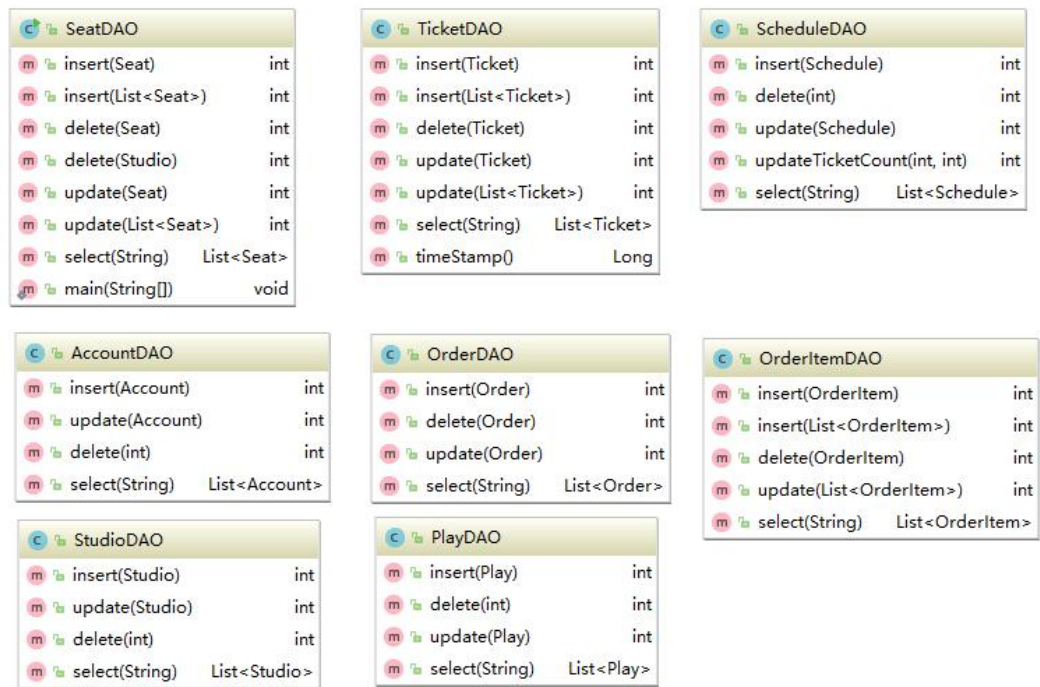 SeatDAO
insert(Seat) int
insert(List<Seat>) int
delete(Seat) int
delete(Studio) int
update(Seat) int
update(List<Seat>) int
select(String) List<Seat>
main(String[]) void
TicketDAO
insert(Ticket) int
insert(List<Ticket>) int
delete(Ticket) int
update(Ticket) int
update(List<Ticket>) int
select(String) List<Ticket>
timeStamp() Long
ScheduleDAO
insert(Schedule) int
delete(int) int
update(Schedule) int
updateTicketCount(int, int) int
select(String) List<Schedule>
AccountDAO
insert(Account) int
update(Account) int
delete(int) int
select(String) List<Account>
OrderDAO
insert(Order) int
delete(Order) int
update(Order) int
select(String) List<Order>
OrderItemDAO
insert(OrderItem) int
insert(List<OrderItem>) int
delete(OrderItem) int
update(List<OrderItem>) int
select(String) List<OrderItem>
StudioDAO
insert(Studio) int
update(Studio) int
delete(int) int
select(String) List<Studio>
PlayDAO
insert(Play) int
delete(int) int
update(Play) int
select(String) List<Play>